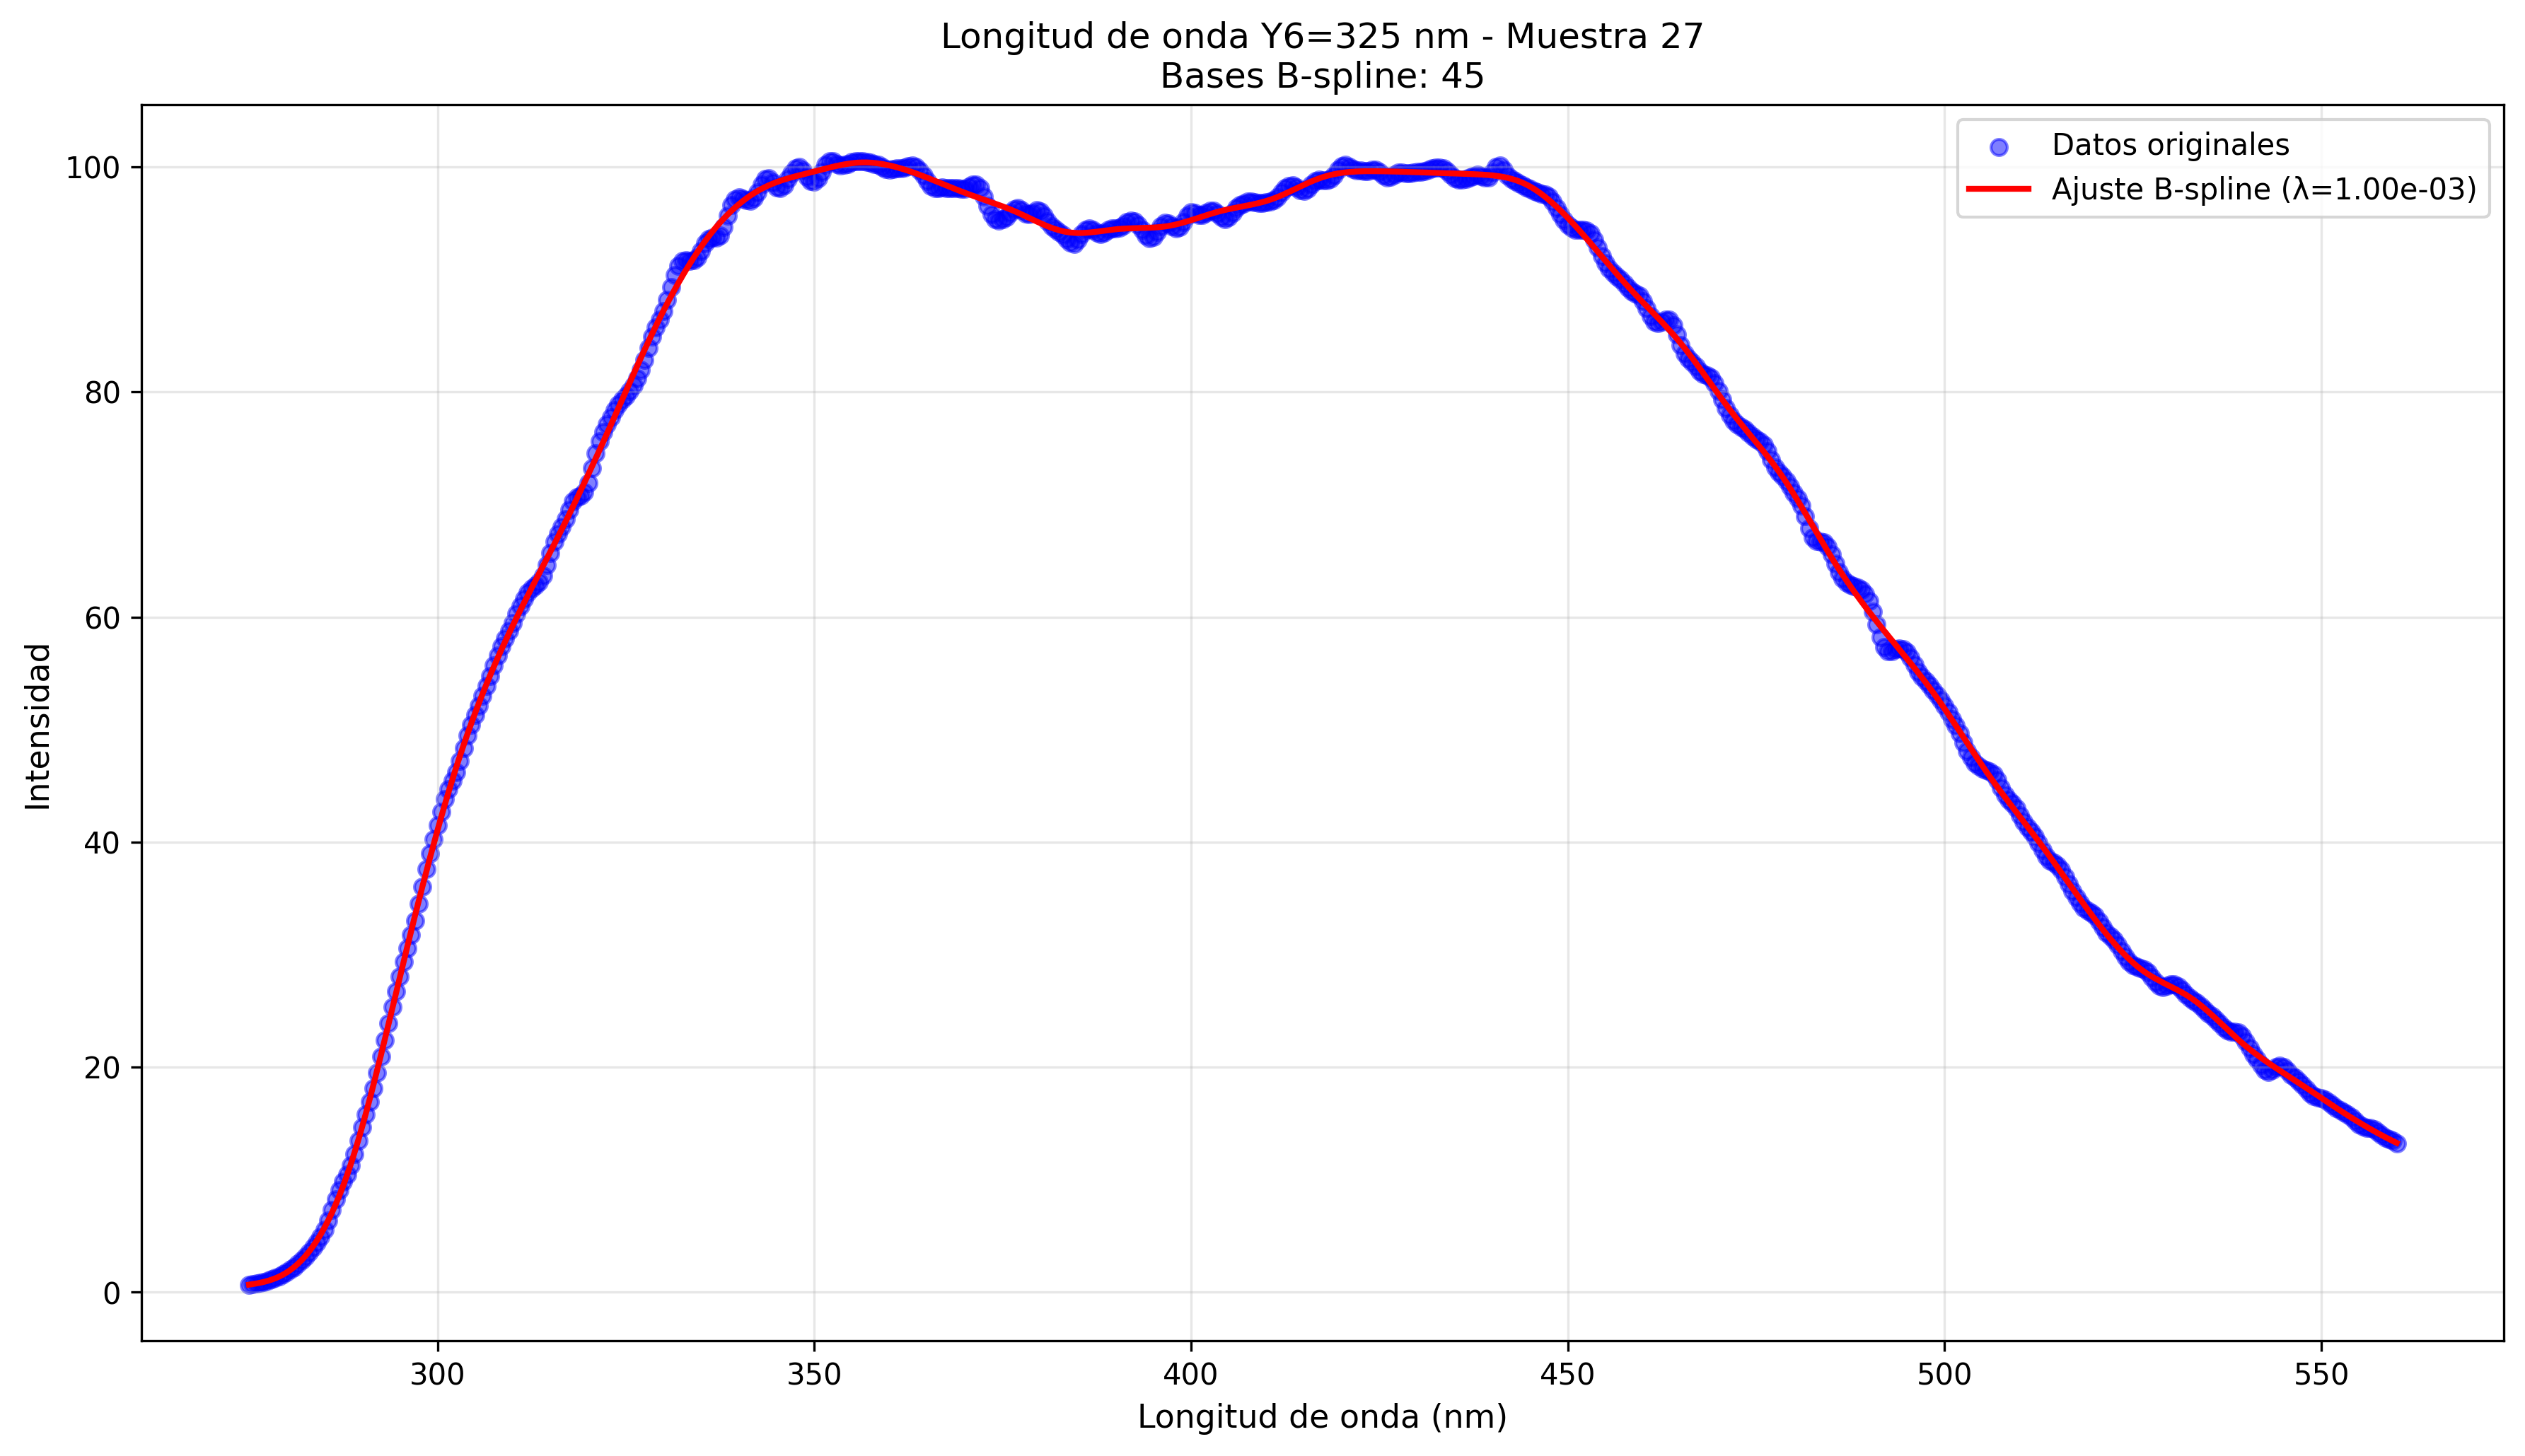 Longitud de onda Y6=325 nm - Muestra 27
Bases B-spline: 45
Datos originales
Ajuste B-spline (λ=1.00e-03)
Intensidad
100
80
60
40
20
0
300 350 400 450 500 550
Longitud de onda (nm)